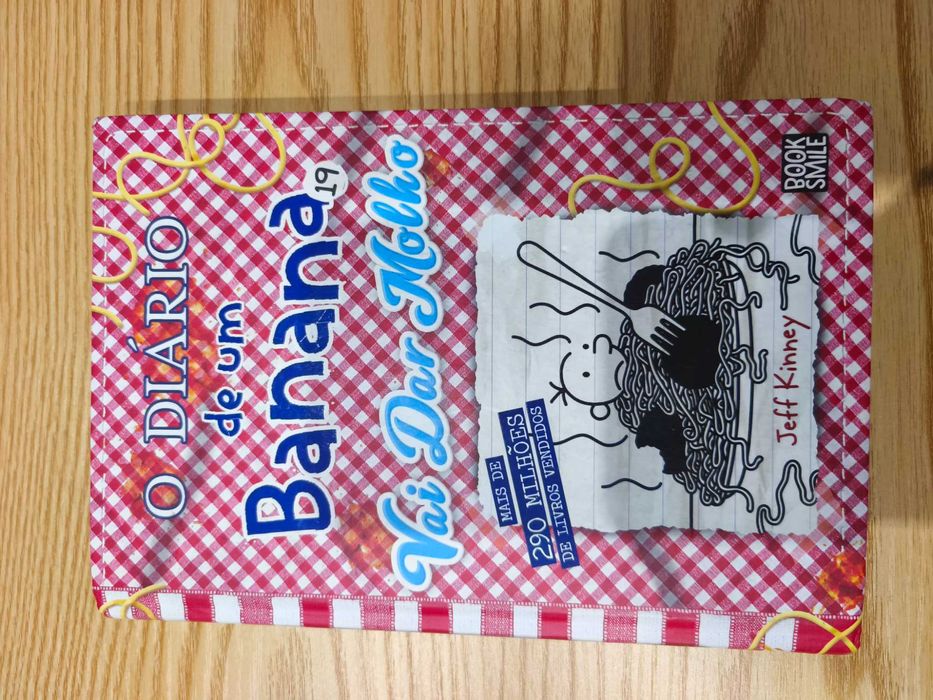 O DIÁRIO
de um
Banana
19
Vai Dar Molho
MAIS DE
290 MILHÕES
DE LIVROS VENDIDOS
Jeff Kinney
BOOK
SMILE